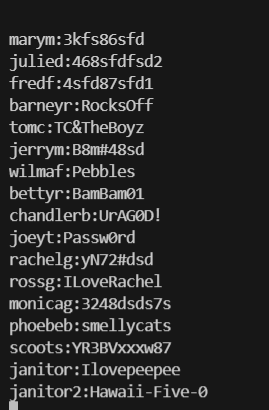 marym:3kfs86sfd
julied:468sfdfsd2
fredf:4sfd87sfd1
barneyr:RocksOff
tomc:TC&TheBoyz
jerrym:B8m#48sd
wilmaf:Pebbles
bettyr:BamBam01
chandlerb:UrAG0D!
joeyt:Passw0rd
rachelg:yN72#dsd
rossg:ILoveRachel
monicag:3248dsds7s
phoebeb:smellycats
scoots:YR3BVxxxw87
janitor:Ilovepeepee
janitor2:Hawaii-Five-0